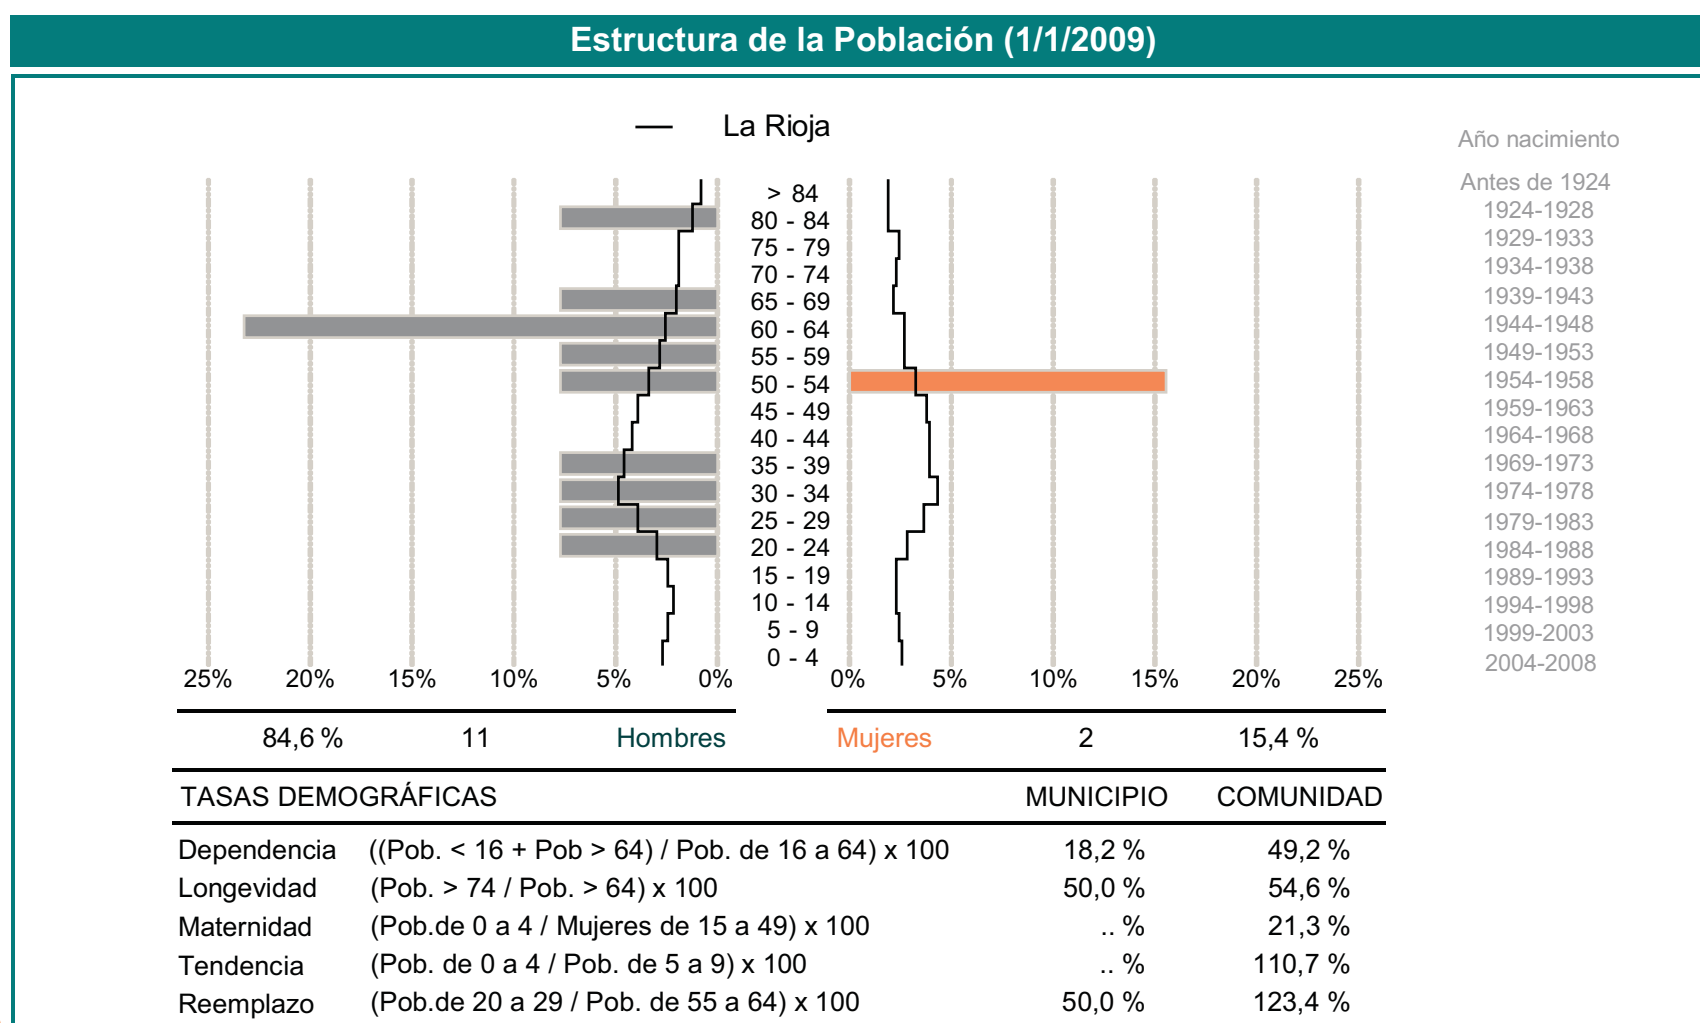 Estructura de la Población (1/1/2009)
La Rioja
Año nacimiento
> 84 Antes de 1924
80 - 84 1924-1928
75 - 79 1929-1933
70 - 74 1934-1938
65 - 69 1939-1943
60 - 64 1944-1948
55 - 59 1949-1953
50 - 54 1954-1958
45 - 49 1959-1963
40 - 44 1964-1968
35 - 39 1969-1973
30 - 34 1974-1978
25 - 29 1979-1983
20 - 24 1984-1988
15 - 19 1989-1993
10 - 14 1994-1998
5 - 9 1999-2003
0 - 4 2004-2008
25% 20% 15% 10% 5% 0% 0% 5% 10% 15% 20% 25%
84,6 % 11 Hombres Mujeres 2 15,4 %
TASAS DEMOGRÁFICAS MUNICIPIO COMUNIDAD
Dependencia ((Pob. < 16 + Pob > 64) / Pob. de 16 a 64) x 100 18,2 % 49,2 %
Longevidad (Pob. > 74 / Pob. > 64) x 100 50,0 % 54,6 %
Maternidad (Pob.de 0 a 4 / Mujeres de 15 a 49) x 100 .. % 21,3 %
Tendencia (Pob. de 0 a 4 / Pob. de 5 a 9) x 100 .. % 110,7 %
Reemplazo (Pob.de 20 a 29 / Pob. de 55 a 64) x 100 50,0 % 123,4 %